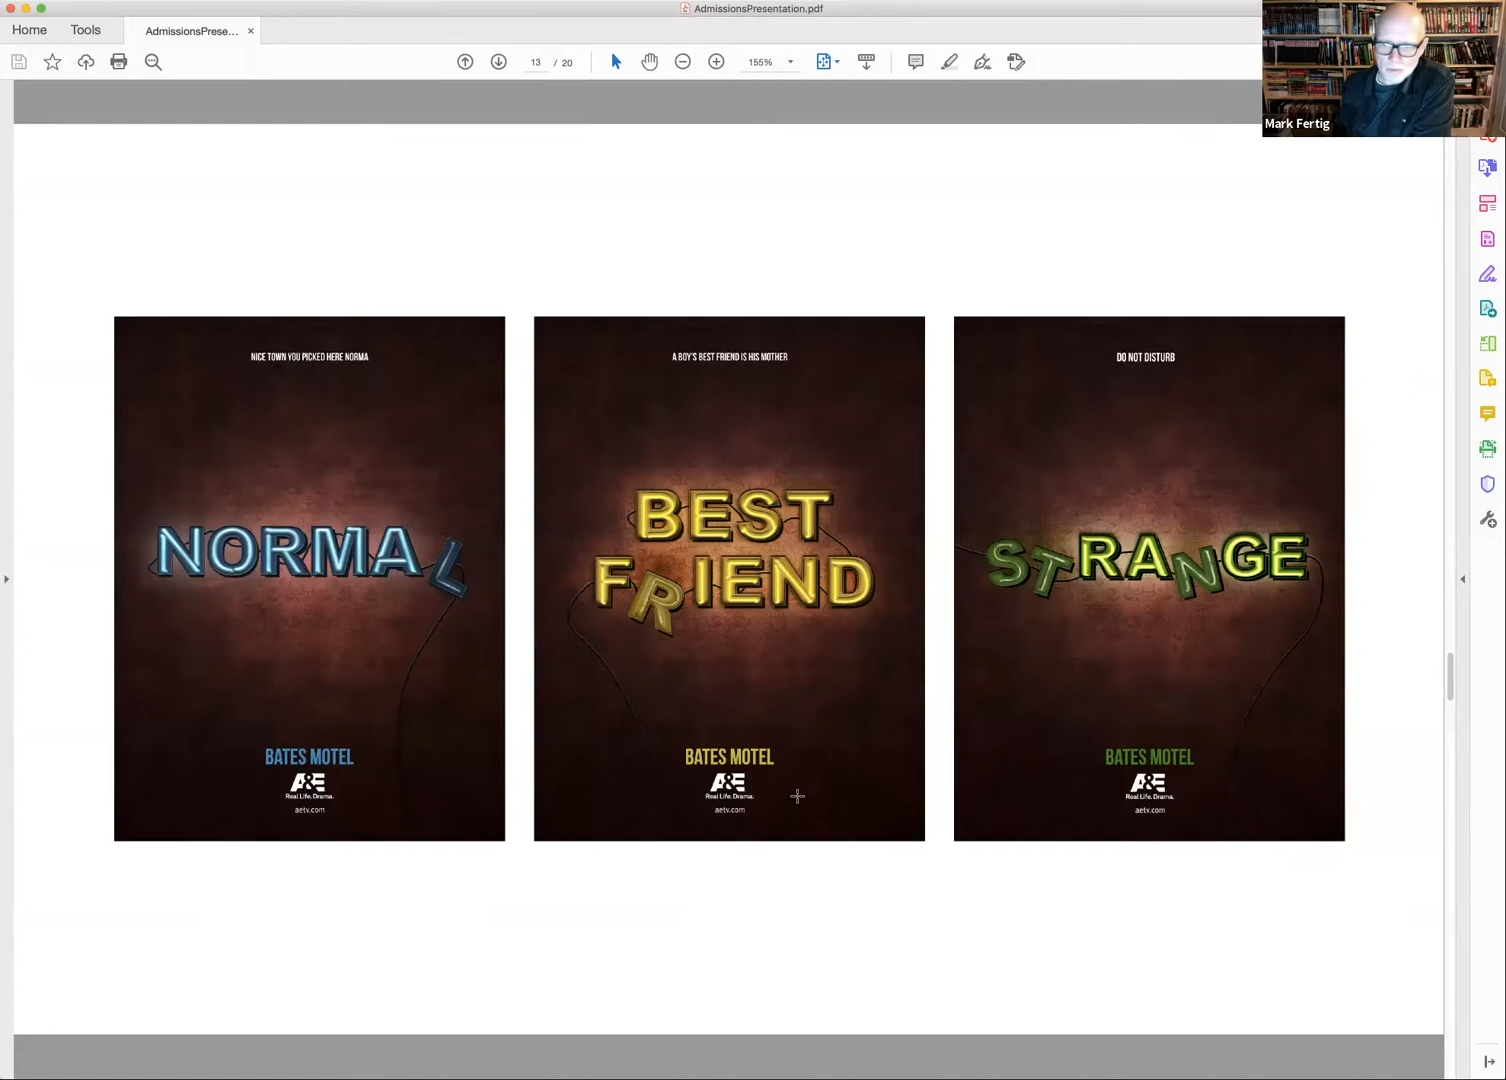 AdmissionsPresentation.pdf
Home
Tools
AdmissionsPrese...
13 / 20
155%
Mark Fertig
NICE TOWN YOU PICKED HERE NORMA
NORMAL
BATES MOTEL
A&E
Real Life. Drama.
aetv.com
A BOY'S BEST FRIEND IS HIS MOTHER
BEST
FRIEND
BATES MOTEL
A&E
Real Life. Drama.
aetv.com
DO NOT DISTURB
STRANGE
BATES MOTEL
A&E
Real Life. Drama.
aetv.com